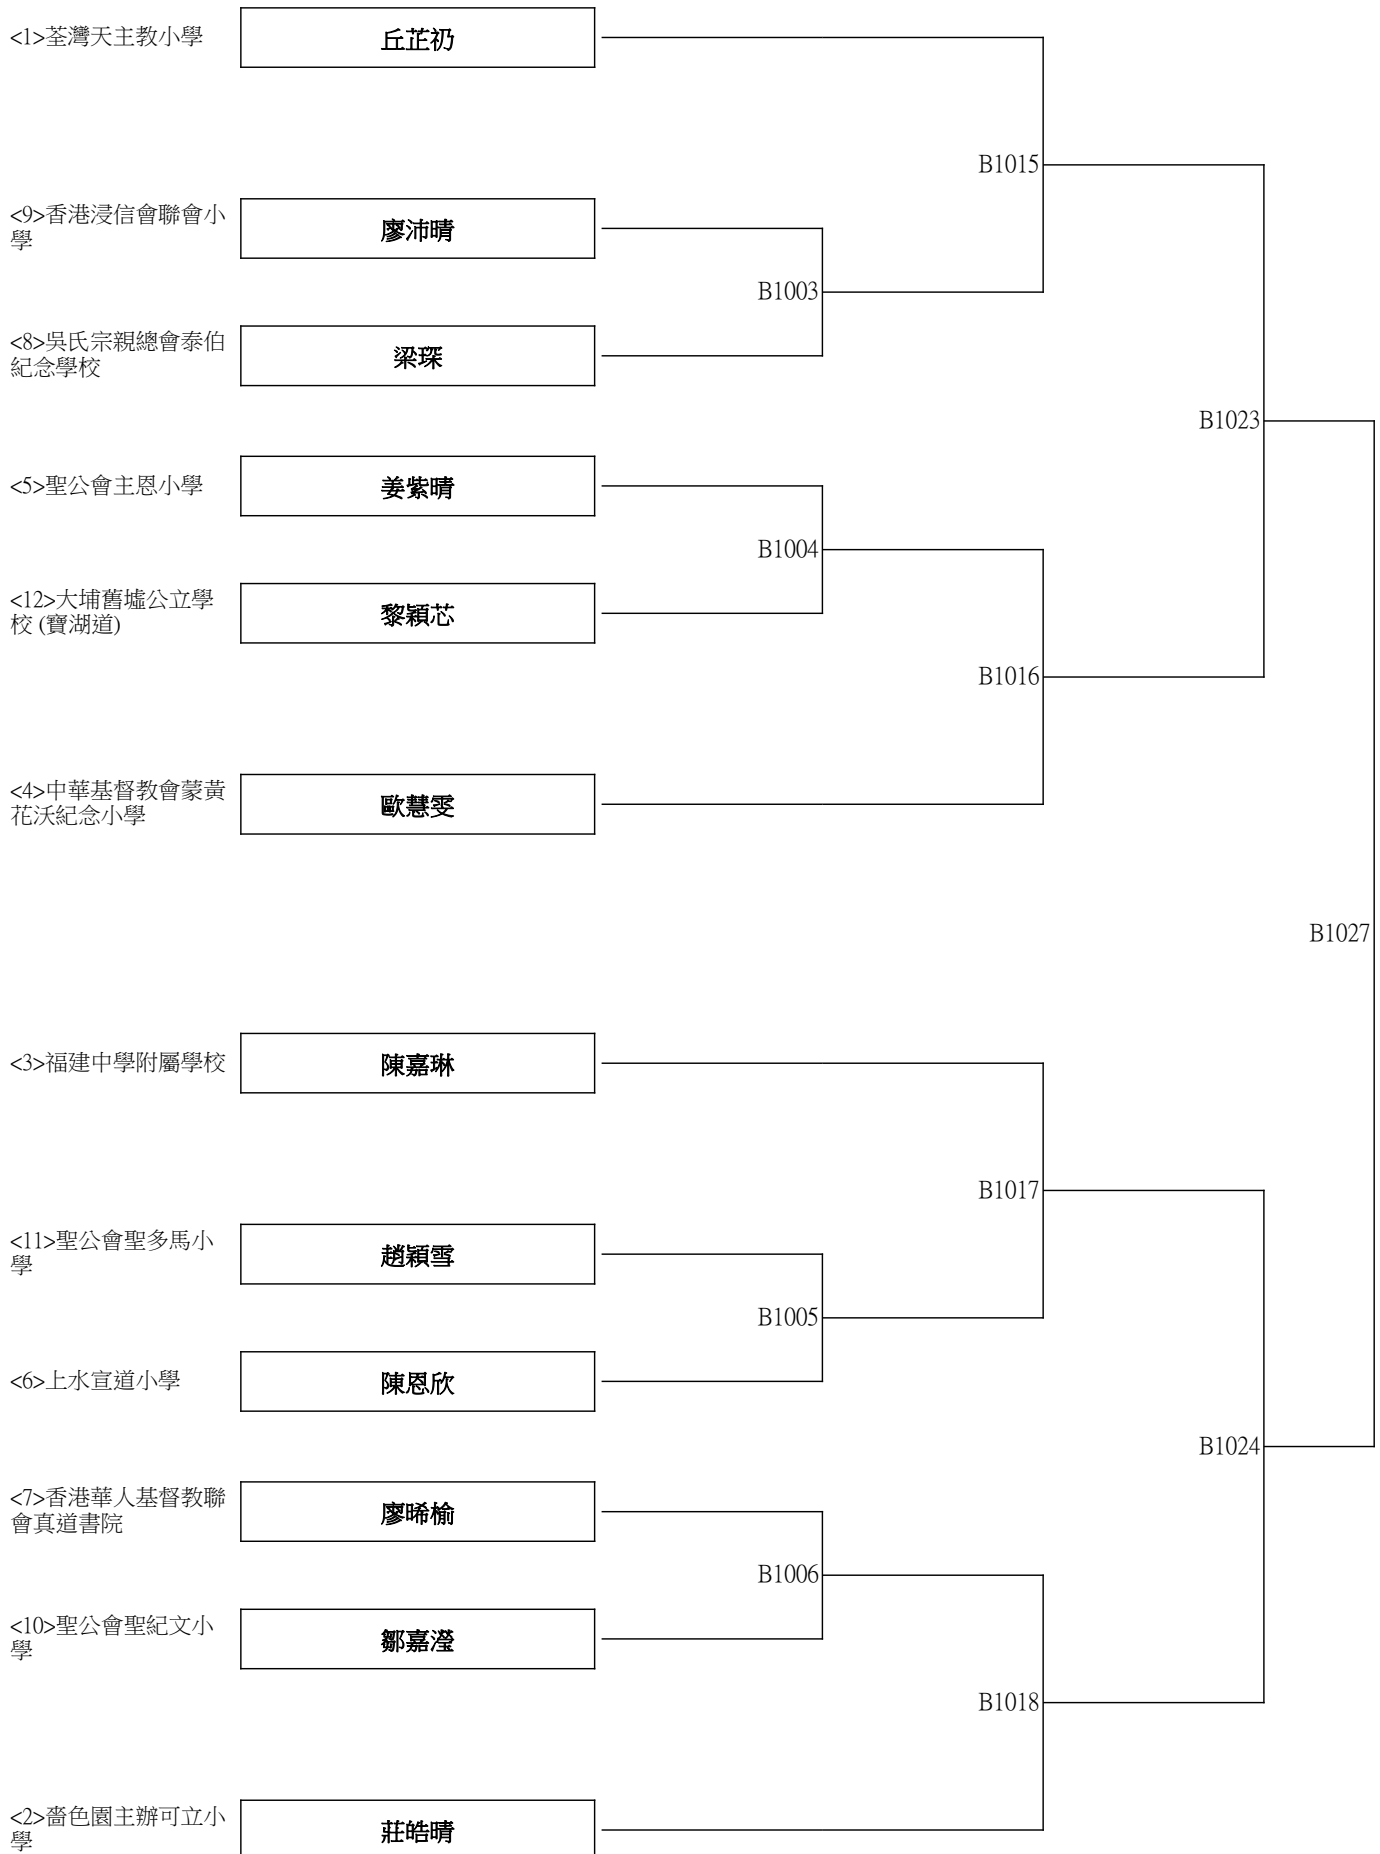 <1>荃灣天主教小學
丘芷礽
B1015
<9>香港浸信會聯會小
學
廖沛晴
B1003
<8>吳氏宗親總會泰伯
紀念學校
梁琛
B1023
<5>聖公會主恩小學
姜紫晴
B1004
<12>大埔舊墟公立學
校 (寶湖道)
黎穎芯
B1016
<4>中華基督教會蒙黃
花沃紀念小學
歐慧雯
B1027
<3>福建中學附屬學校
陳嘉琳
B1017
<11>聖公會聖多馬小
學
趙穎雪
B1005
<6>上水宣道小學
陳恩欣
B1024
<7>香港華人基督教聯
會真道書院
廖晞榆
B1006
<10>聖公會聖紀文小
學
鄒嘉瀅
B1018
<2>嗇色園主辦可立小
學
莊皓晴